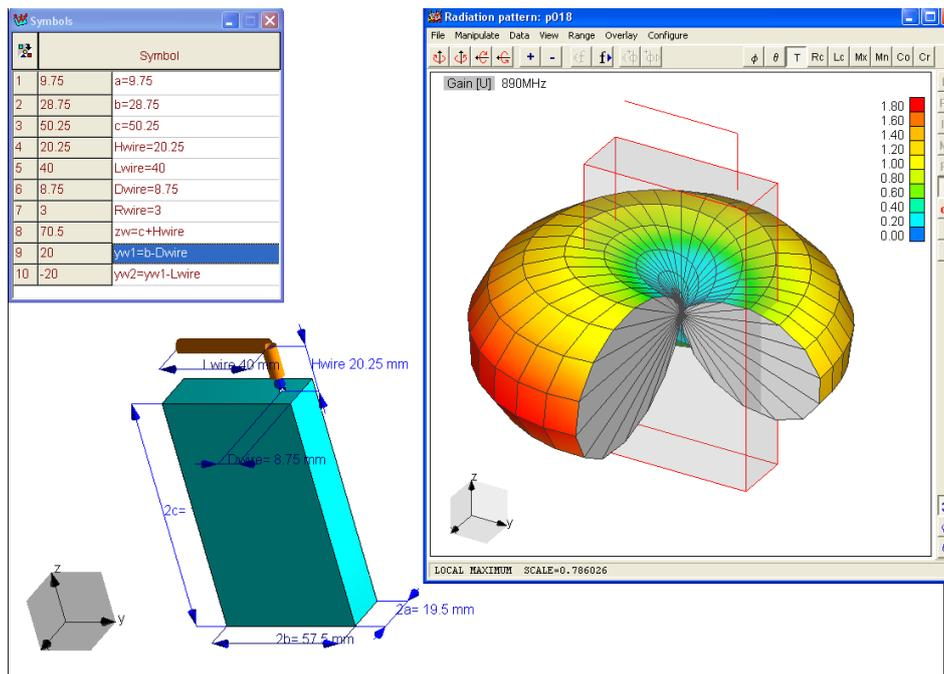 Symbols
Symbol
1 9.75 a=9.75
2 28.75 b=28.75
3 50.25 c=50.25
4 20.25 Hwire=20.25
5 40 Lwire=40
6 8.75 Dwire=8.75
7 3 Rwire=3
8 70.5 zw=c+Hwire
9 20 yw1=b-Dwire
10 -20 yw2=yw1-Lwire
Lwire 40 mm
Hwire 20.25 mm
Dwire= 8.75 mm
2c=
2a= 19.5 mm
2b= 57.5 mm
z
y
Radiation pattern: p018
File Manipulate Data View Range Overlay Configure
+ - f ϕ θ T Rc Lc Mx Mn Co Cr
Gain [U] 890MHz
1.80
1.60
1.40
1.20
1.00
0.80
0.60
0.40
0.20
0.00
z
y
LOCAL MAXIMUM SCALE=0.786026